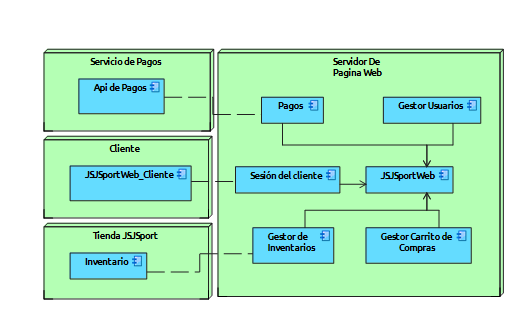 Servicio de Pagos
Api de Pagos
Cliente
JSJSportWeb_Cliente
Tienda JSJSport
Inventario
Servidor De
Pagina Web
Pagos
Gestor Usuarios
Sesión del cliente
JSJSportWeb
Gestor de
Inventarios
Gestor Carrito de
Compras